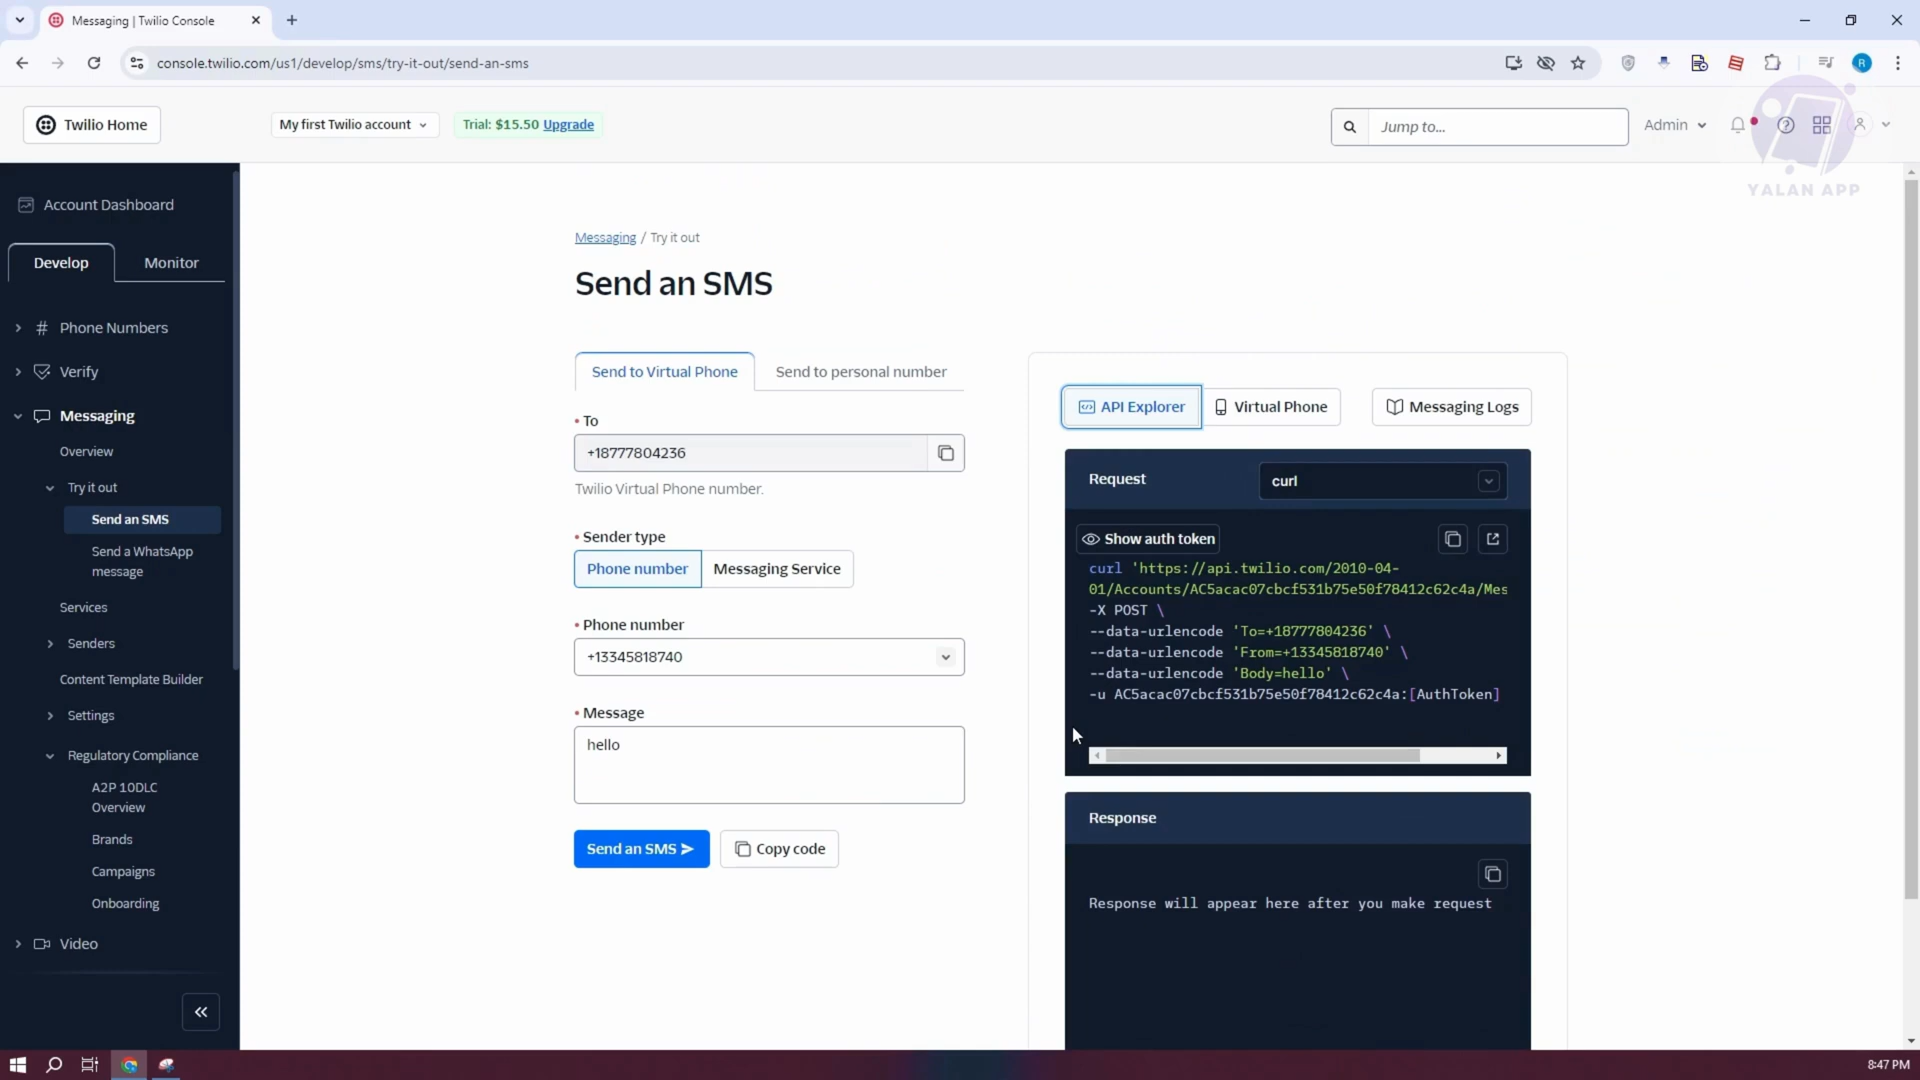 Messaging | Twilio Console
console.twilio.com/us1/develop/sms/try-it-out/send-an-sms
R
Twilio Home
My first Twilio account
Trial: $15.50 Upgrade
Jump to...
Admin
YALAN APP
Account Dashboard
Develop
Monitor
Phone Numbers
Verify
Messaging
Overview
Try it out
Send an SMS
Send a WhatsApp
message
Services
Senders
Content Template Builder
Settings
Regulatory Compliance
A2P 10DLC
Overview
Brands
Campaigns
Onboarding
Video
Messaging / Try it out
Send an SMS
Send to Virtual Phone
Send to personal number
• To
+18777804236
Twilio Virtual Phone number.
• Sender type
Phone number
Messaging Service
• Phone number
+13345818740
• Message
hello
Send an SMS
Copy code
API Explorer
Virtual Phone
Messaging Logs
Request
curl
Show auth token
curl 'https://api.twilio.com/2010-04-
01/Accounts/AC5acac07cbcf531b75e50f78412c62c4a/Mes
-X POST \
--data-urlencode 'To=+18777804236' \
--data-urlencode 'From=+13345818740' \
--data-urlencode 'Body=hello' \
-u AC5acac07cbcf531b75e50f78412c62c4a:[AuthToken]
Response
Response will appear here after you make request
8:47 PM